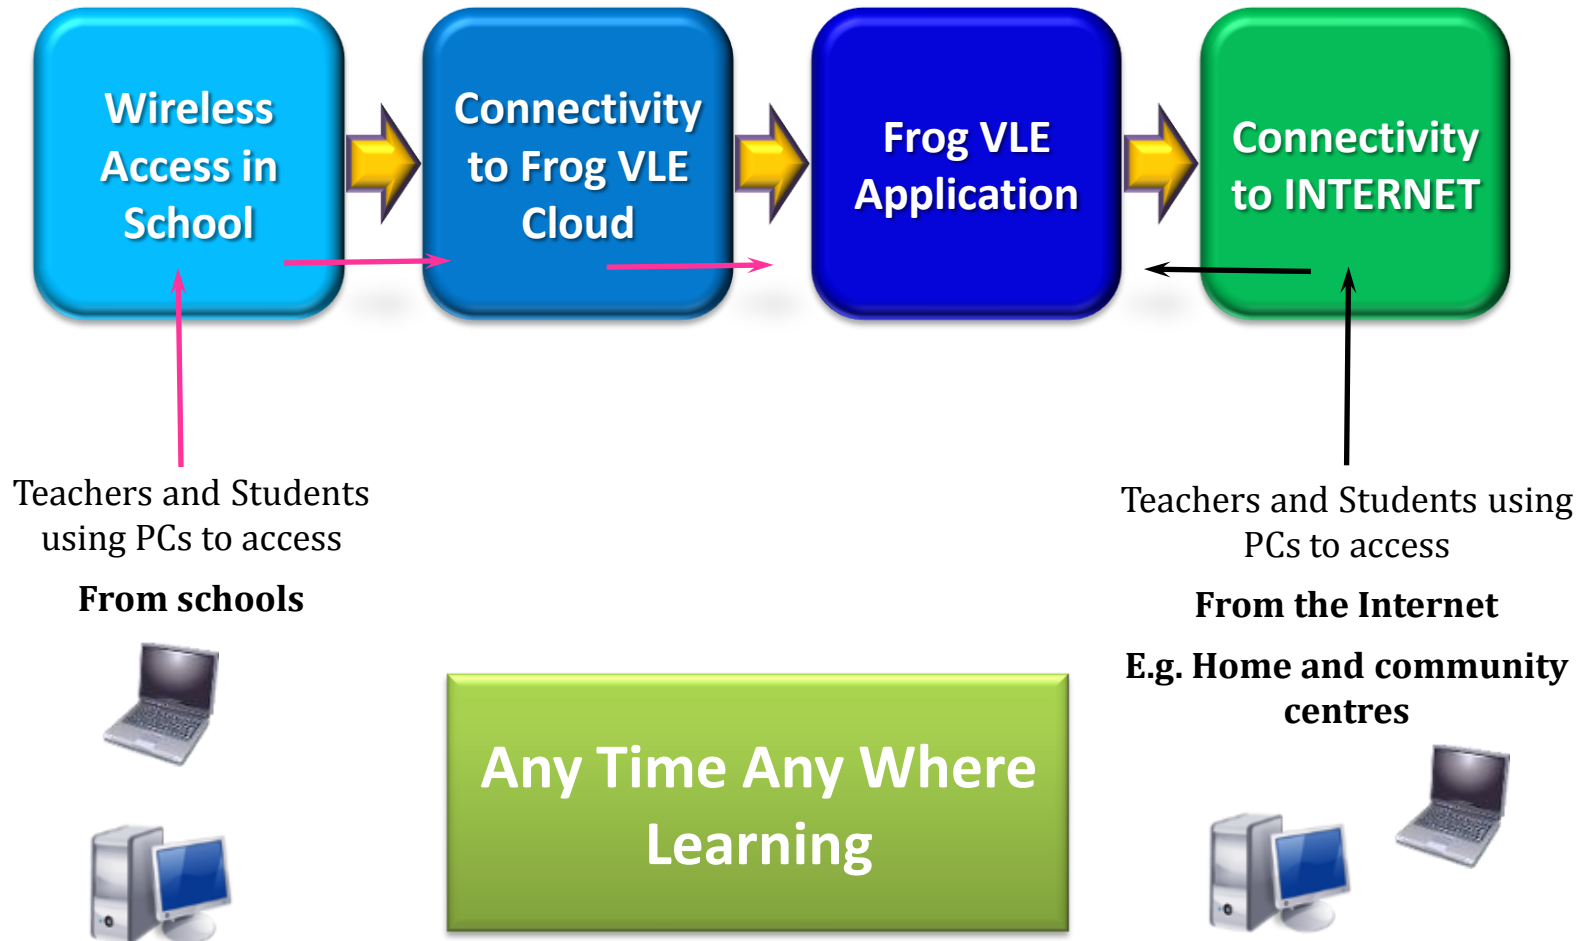 Wireless
Access in
School
Connectivity
to Frog VLE
Cloud
Frog VLE
Application
Connectivity
to INTERNET
Teachers and Students
using PCs to access
From schools
Teachers and Students using
PCs to access
From the Internet
E.g. Home and community
centres
Any Time Any Where
Learning